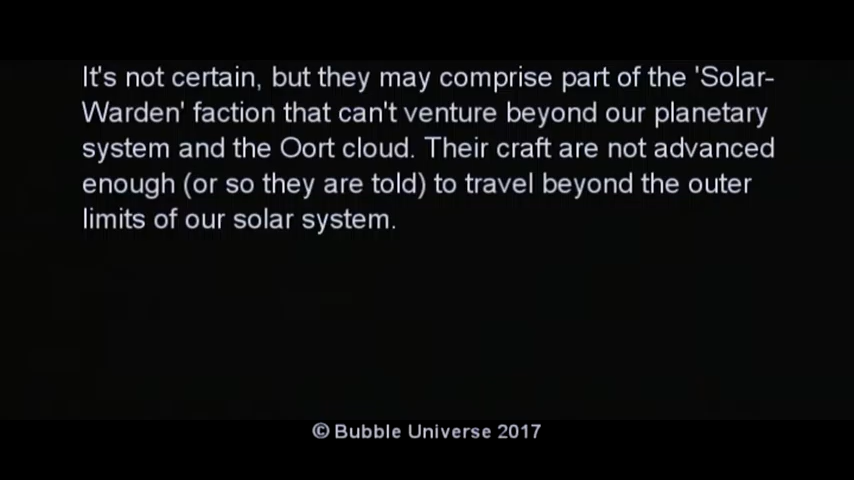 It's not certain, but they may comprise part of the 'Solar-
Warden' faction that can't venture beyond our planetary
system and the Oort cloud. Their craft are not advanced
enough (or so they are told) to travel beyond the outer
limits of our solar system.
© Bubble Universe 2017